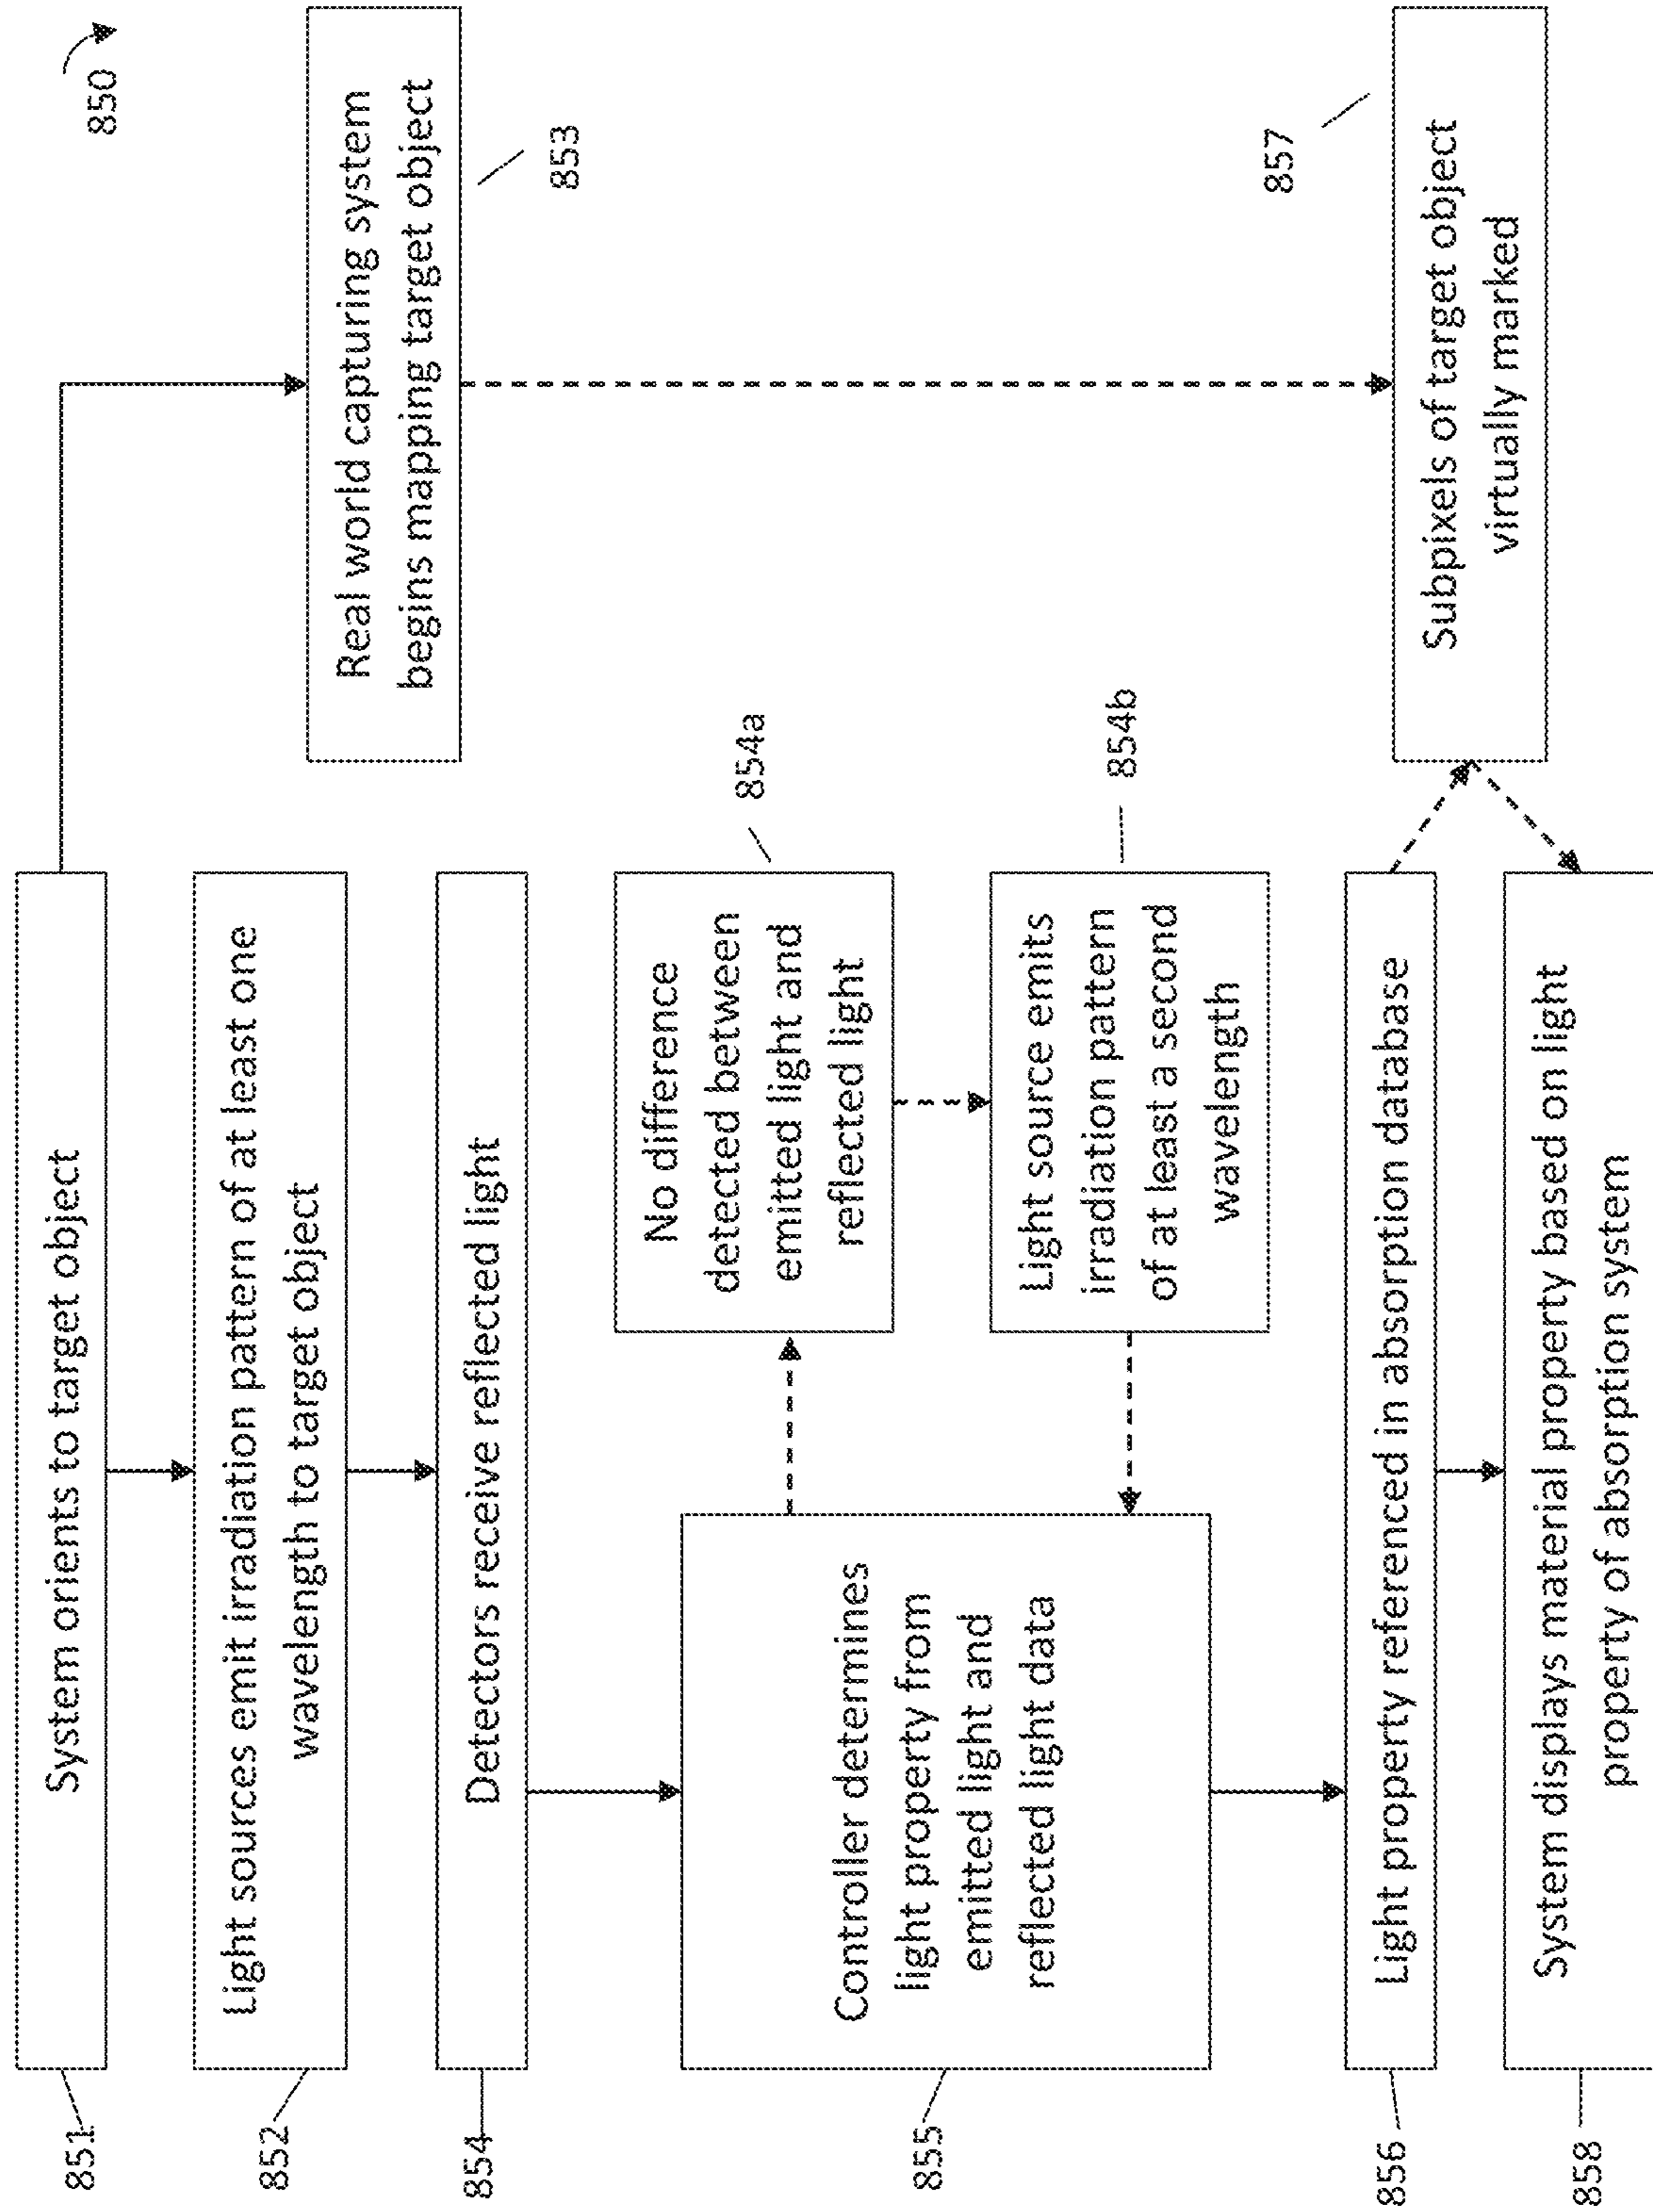 850
851
System orients to target object
852
Light sources emit irradiation pattern of at least one
wavelength to target object
Real world capturing system
begins mapping target object
853
854
Detectors receive reflected light
No difference
detected between
emitted light and
reflected light
854a
855
Controller determines
light property from
emitted light and
reflected light data
Light source emits
irradiation pattern
of at least a second
wavelength
854b
856
Light property referenced in absorption database
857
Subpixels of target object
virtually marked
858
System displays material property based on light
property of absorption system